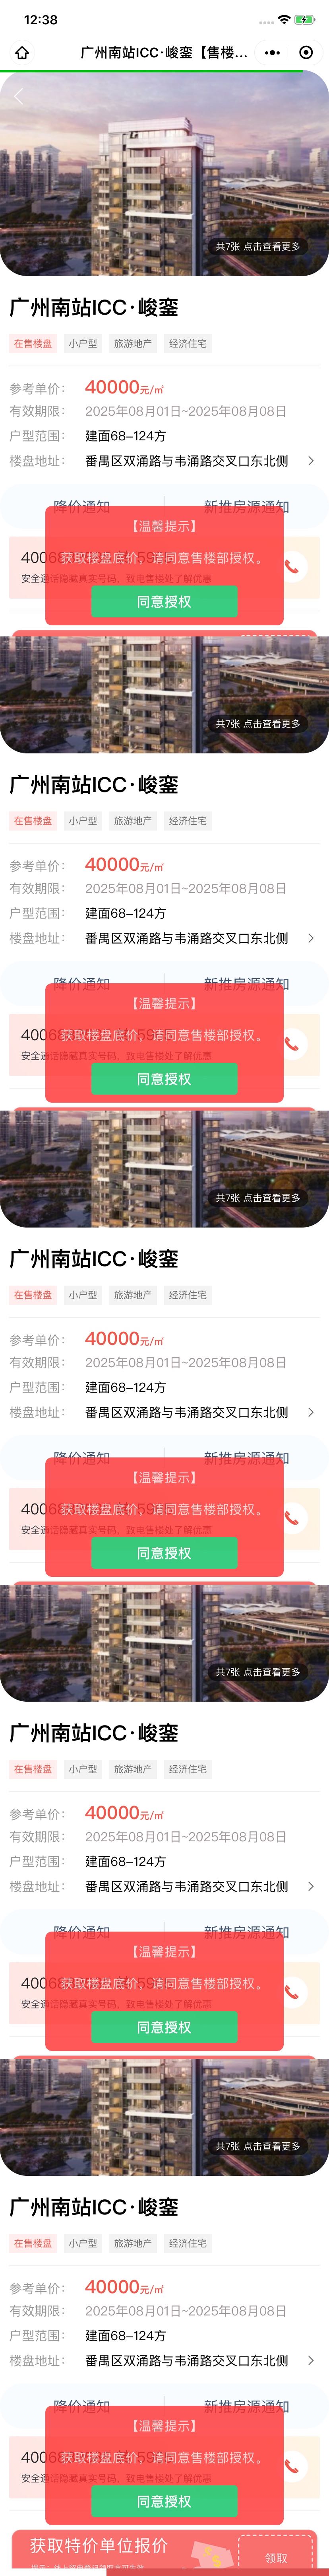 12:38
广州南站ICC·峻銮【售楼...
共7张 点击查看更多
广州南站ICC·峻銮
在售楼盘 小户型 旅游地产 经济住宅
参考单价： 40000元/㎡
有效期限： 2025年08月01日~2025年08月08日
户型范围： 建面68-124方
楼盘地址： 番禺区双涌路与韦涌路交叉口东北侧
降价通知 新推房源通知
【温馨提示】
获取楼盘底价，请同意售楼部授权。
安全通话隐藏真实号码，致电售楼处了解优惠
同意授权
共7张 点击查看更多
广州南站ICC·峻銮
在售楼盘 小户型 旅游地产 经济住宅
参考单价： 40000元/㎡
有效期限： 2025年08月01日~2025年08月08日
户型范围： 建面68-124方
楼盘地址： 番禺区双涌路与韦涌路交叉口东北侧
降价通知 新推房源通知
【温馨提示】
获取楼盘底价，请同意售楼部授权。
安全通话隐藏真实号码，致电售楼处了解优惠
同意授权
共7张 点击查看更多
广州南站ICC·峻銮
在售楼盘 小户型 旅游地产 经济住宅
参考单价： 40000元/㎡
有效期限： 2025年08月01日~2025年08月08日
户型范围： 建面68-124方
楼盘地址： 番禺区双涌路与韦涌路交叉口东北侧
降价通知 新推房源通知
【温馨提示】
获取楼盘底价，请同意售楼部授权。
安全通话隐藏真实号码，致电售楼处了解优惠
同意授权
共7张 点击查看更多
广州南站ICC·峻銮
在售楼盘 小户型 旅游地产 经济住宅
参考单价： 40000元/㎡
有效期限： 2025年08月01日~2025年08月08日
户型范围： 建面68-124方
楼盘地址： 番禺区双涌路与韦涌路交叉口东北侧
降价通知 新推房源通知
【温馨提示】
获取楼盘底价，请同意售楼部授权。
安全通话隐藏真实号码，致电售楼处了解优惠
同意授权
共7张 点击查看更多
广州南站ICC·峻銮
在售楼盘 小户型 旅游地产 经济住宅
参考单价： 40000元/㎡
有效期限： 2025年08月01日~2025年08月08日
户型范围： 建面68-124方
楼盘地址： 番禺区双涌路与韦涌路交叉口东北侧
降价通知 新推房源通知
【温馨提示】
获取楼盘底价，请同意售楼部授权。
安全通话隐藏真实号码，致电售楼处了解优惠
同意授权
获取特价单位报价
领取